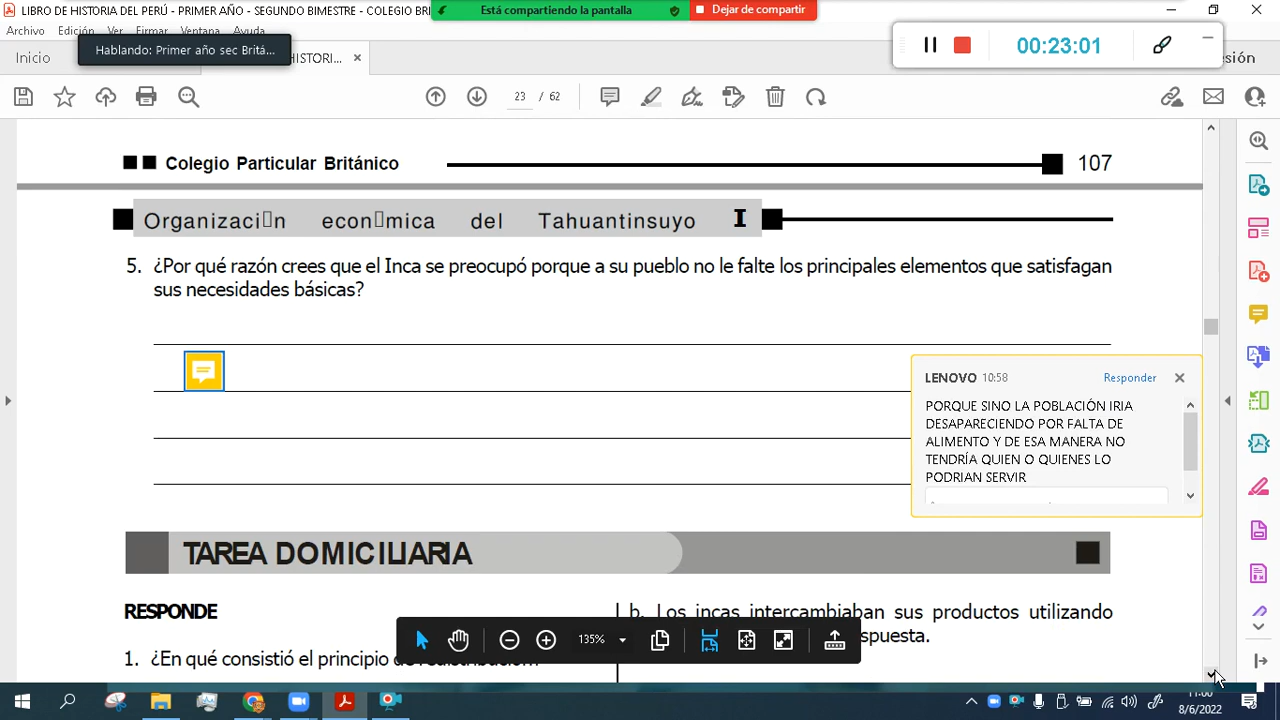 LIBRO DE HISTORIA DEL PERÚ - PRIMER AÑO - SEGUNDO BIMESTRE - COLEGIO BRI
Está compartiendo la pantalla
Dejar de compartir
Archivo Edición Ver Firmar Ventana Ayuda
Hablando: Primer año sec Britá...
00:23:01
Inicio
HISTORI...
sión
23 / 62
Colegio Particular Británico
107
Organizaci▯n econ▯mica del Tahuantinsuyo I
5. ¿Por qué razón crees que el Inca se preocupó porque a su pueblo no le falte los principales elementos que satisfagan
sus necesidades básicas?
LENOVO 10:58
Responder
PORQUE SINO LA POBLACIÓN IRIA
DESAPARECIENDO POR FALTA DE
ALIMENTO Y DE ESA MANERA NO
TENDRÍA QUIEN O QUIENES LO
PODRIAN SERVIR
TAREA DOMICILIARIA
RESPONDE
b. Los incas intercambiaban sus productos utilizando
spuesta.
135%
1. ¿En qué consistió el principio de redistribución?
11:00
8/6/2022